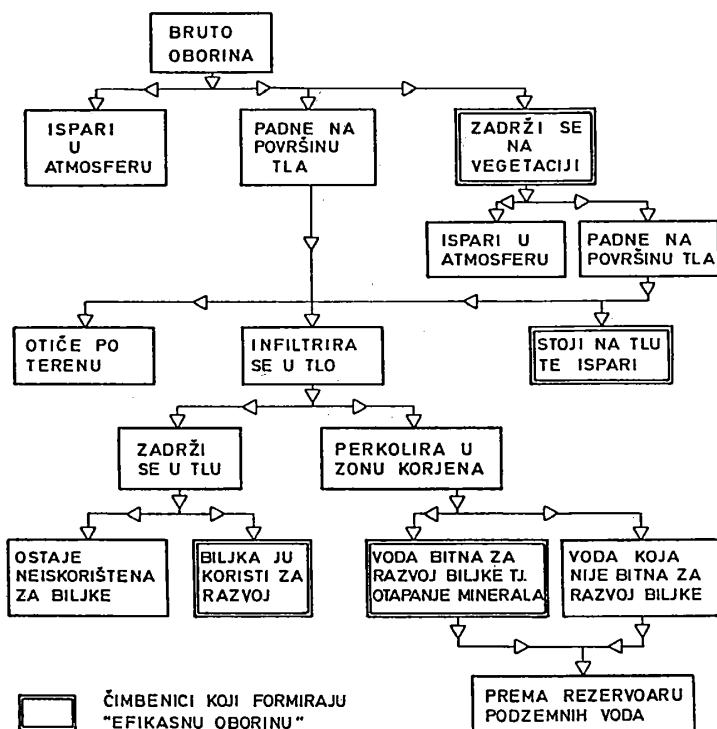 BRUTO
OBORINA
ISPARI
U
ATMOSFERU
PADNE NA
POVRŠINU
TLA
ZADRŽI SE
NA
VEGETACIJI
ISPARI U
ATMOSFERU
PADNE NA
POVRŠINU TLA
OTIČE PO
TERENU
INFILTRIRA
SE U TLO
STOJI NA TLU
TE ISPARI
ZADRŽI
SE U TLU
PERKOLIRA U
ZONU KORJENA
OSTAJE
NEISKORIŠTENA
ZA BILJKE
BILJKA JU
KORISTI ZA
RAZVOJ
VODA BITNA ZA
RAZVOJ BILJKE TJ.
OTAPANJE MINERALA
VODA KOJA
NIJE BITNA ZA
RAZVOJ BILJKE
PREMA REZERVOARU
PODZEMNIH VODA
ČIMBENICI KOJI FORMIRAJU
"EFIKASNU OBORINU"